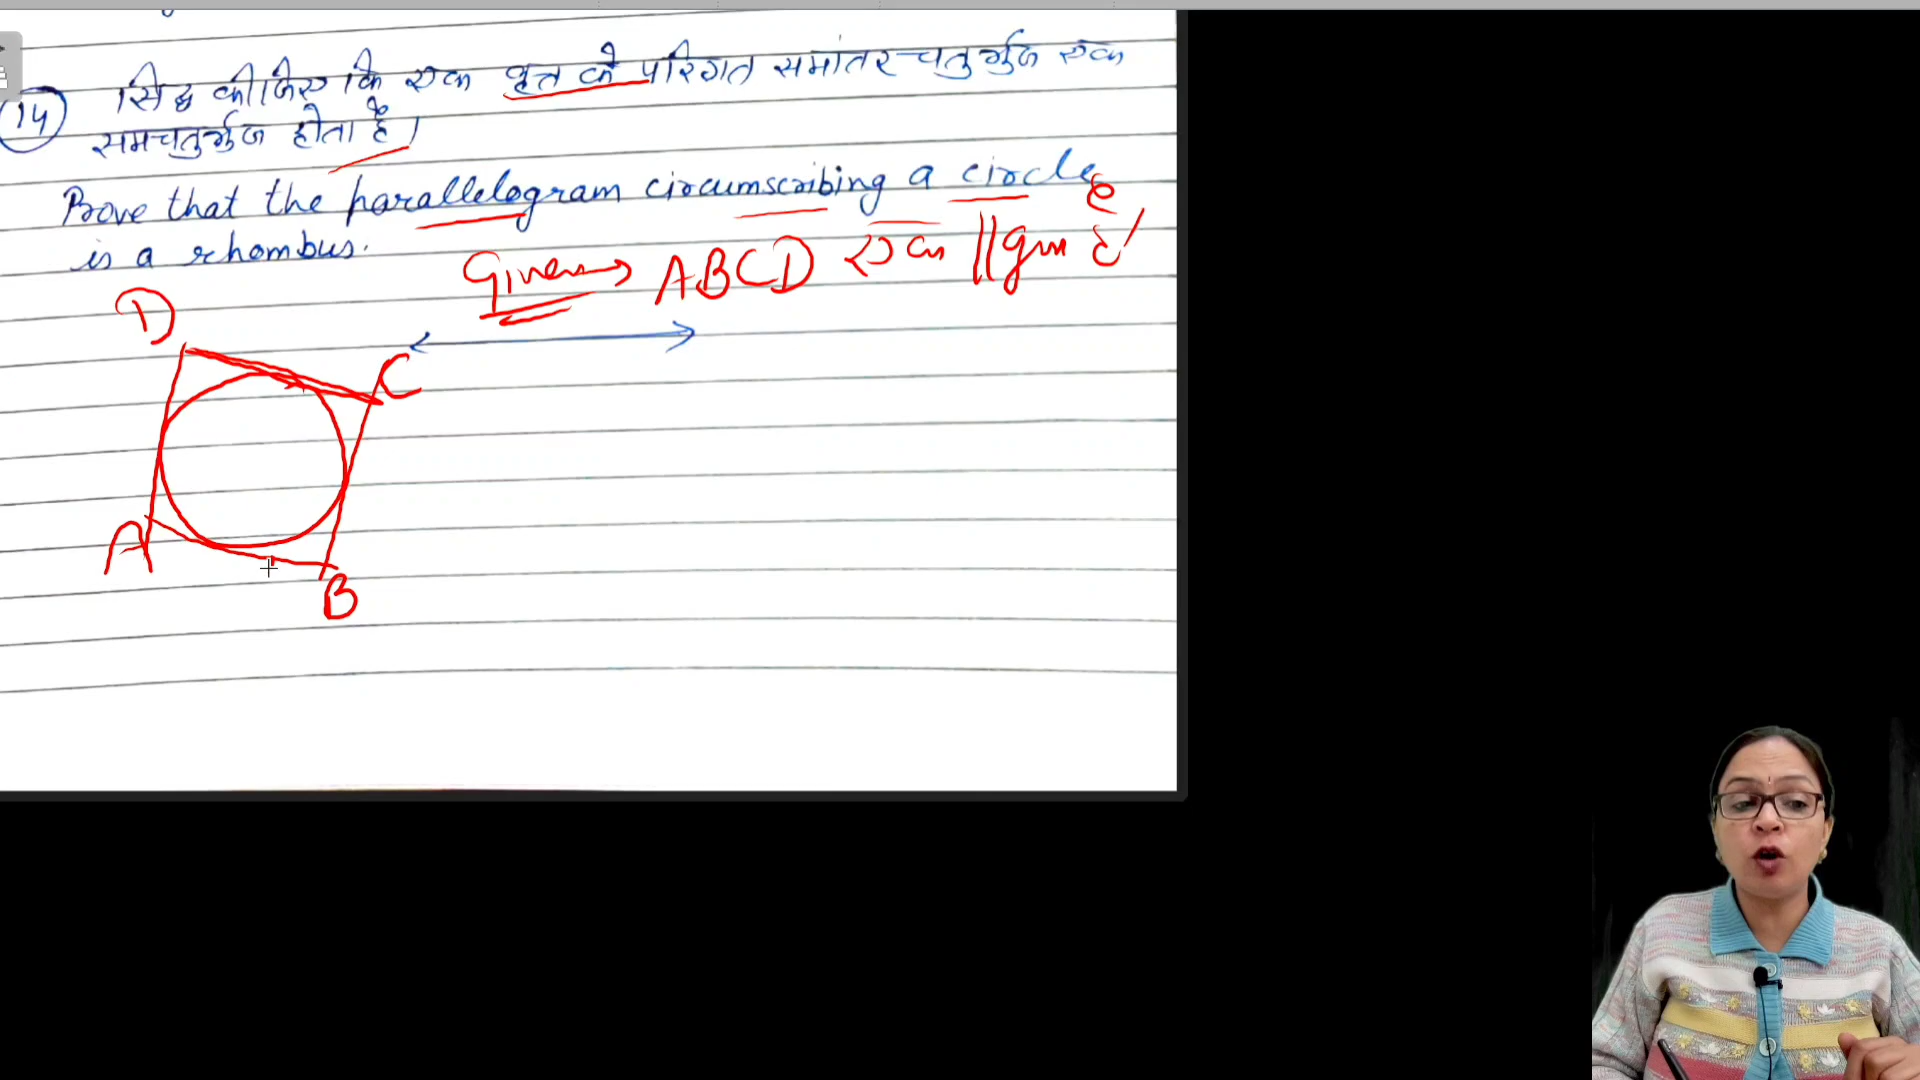 (14) सिद्ध कीजिए कि एक वृत्त के परिगत समांतर चतुर्भुज एक
समचतुर्भुज होता है।
Prove that the parallelogram circumscribing a circle
is a rhombus.
Given → ABCD एक ||gm है
D
C
A
B